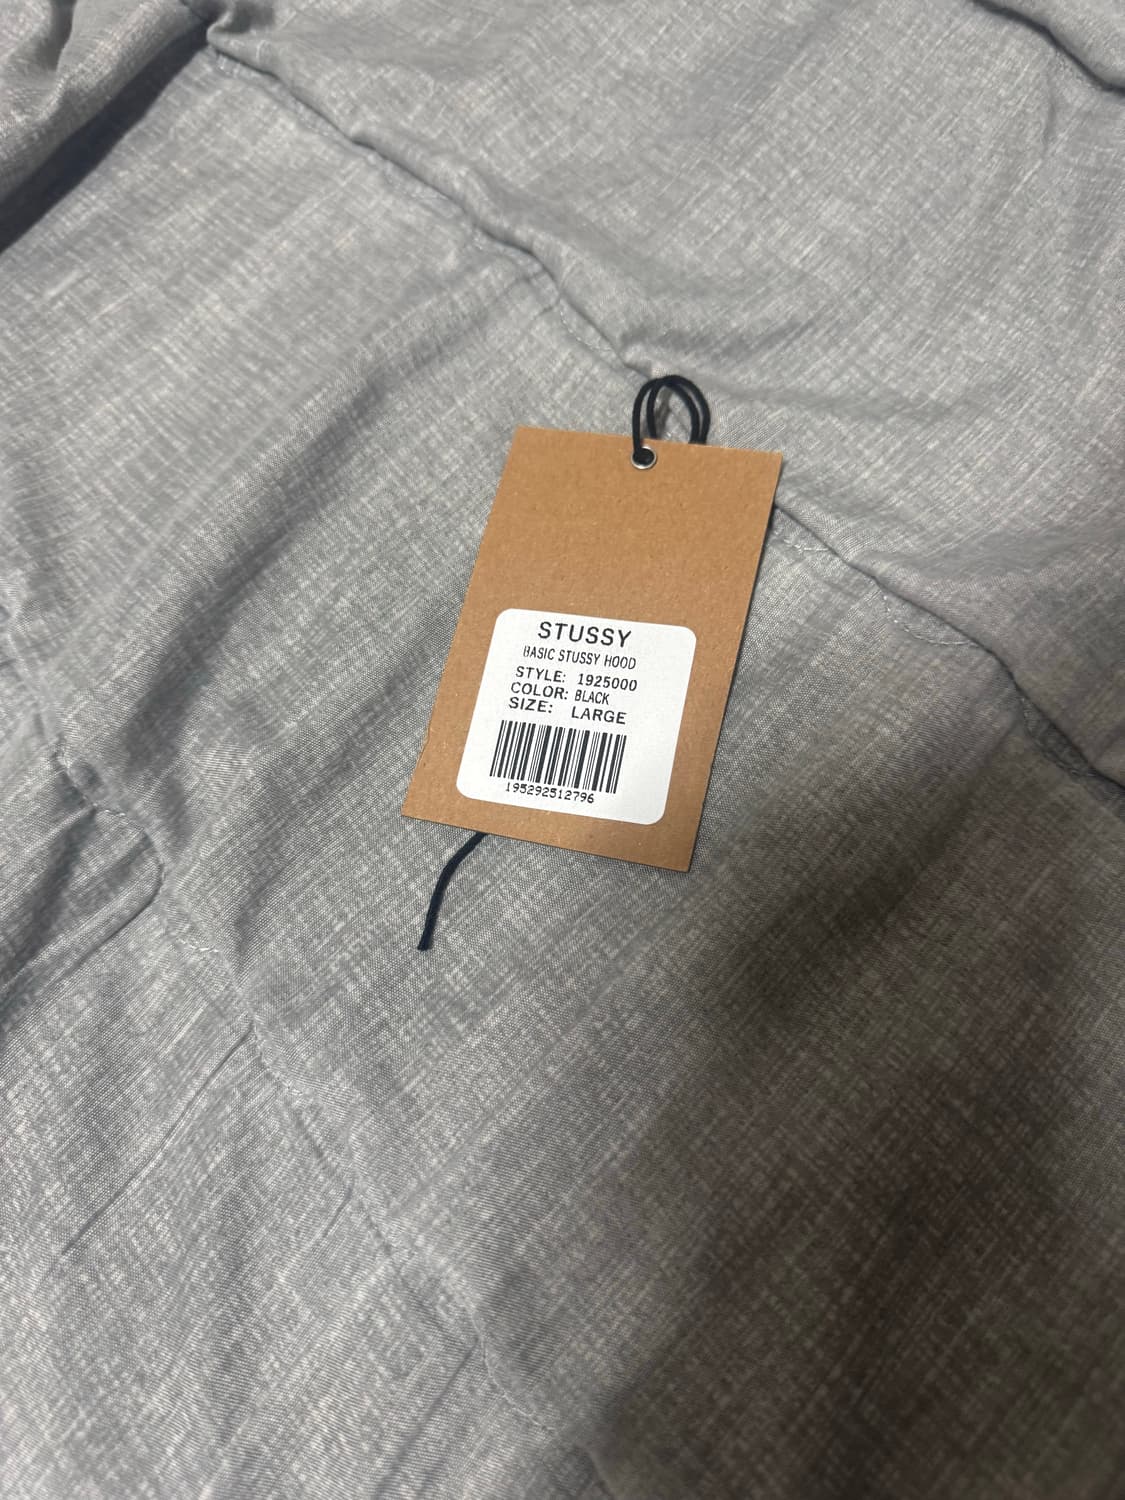 STUSSY
BASIC STUSSY HOOD
STYLE: 1925000
COLOR: BLACK
SIZE: LARGE
195292512796